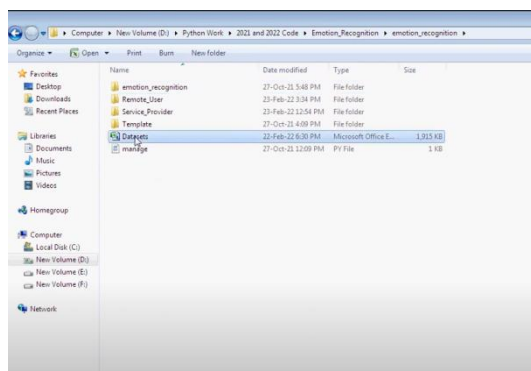 Computer ▸ New Volume (D:) ▸ Python Work ▸ 2021 and 2022 Code ▸ Emotion_Recognition ▸ emotion_recognition ▸
Organize Open Print Burn New folder
Name Date modified Type Size
Favorites
Desktop
Downloads
Recent Places
Libraries
Documents
Music
Pictures
Videos
Homegroup
Computer
Local Disk (C:)
New Volume (D:)
New Volume (E:)
New Volume (F:)
Network
emotion_recognition 27-Oct-21 5:48 PM File folder
Remote_User 23-Feb-22 3:34 PM File folder
Service_Provider 23-Feb-22 12:54 PM File folder
Template 27-Oct-21 4:09 PM File folder
Datasets 22-Feb-22 6:30 PM Microsoft Office E... 1,915 KB
manage 27-Oct-21 12:09 PM PY File 1 KB